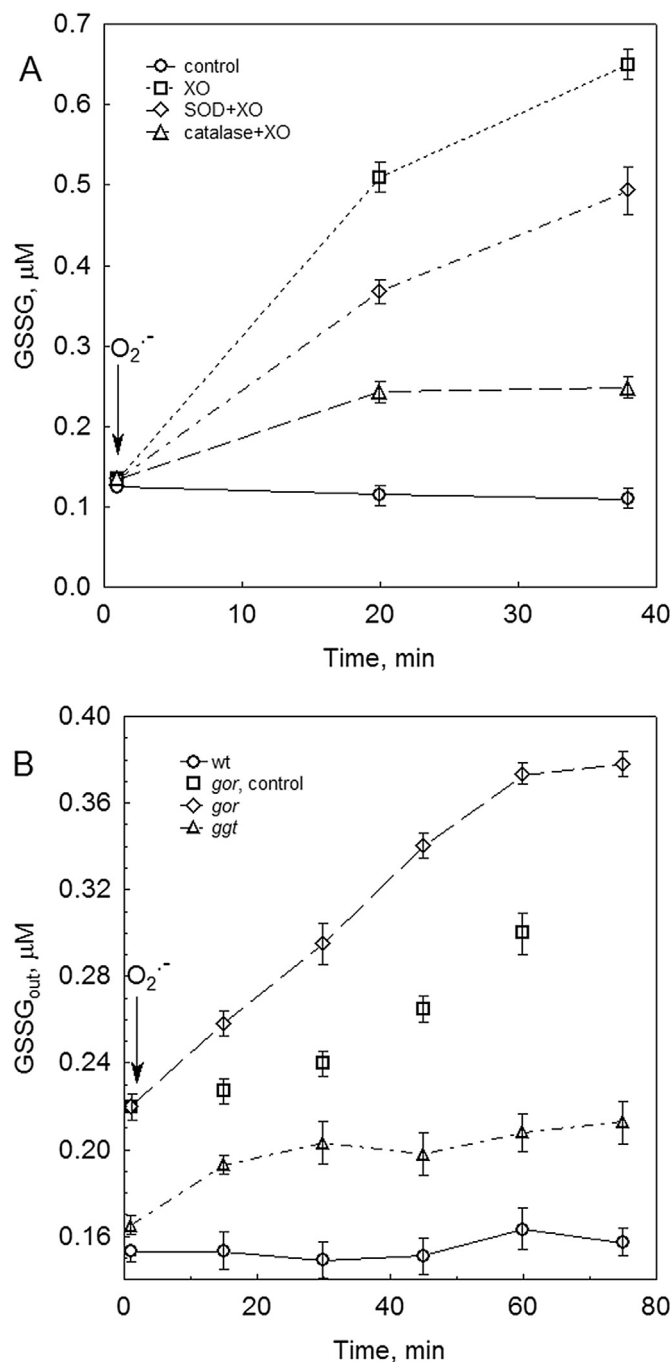 A
control
XO
SOD+XO
catalase+XO
0.7
0.6
0.5
0.4
0.3
0.2
0.1
0.0
GSSG, μM
O₂·-
0 10 20 30 40
Time, min
B
wt
gor, control
gor
ggt
0.40
0.36
0.32
0.28
0.24
0.20
0.16
GSSGout, μM
O₂·-
0 20 40 60 80
Time, min